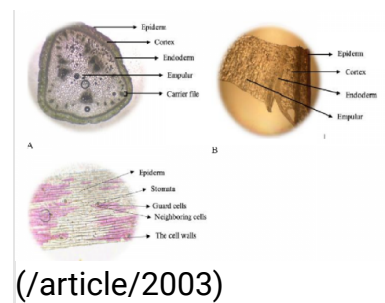 Epiderm
Cortex
Endoderm
Empular
Carrier file
A
Epiderm
Cortex
Endoderm
Empular
B
Epiderm
Stomata
Guard cells
Neighboring cells
The cell walls
(/article/2003)